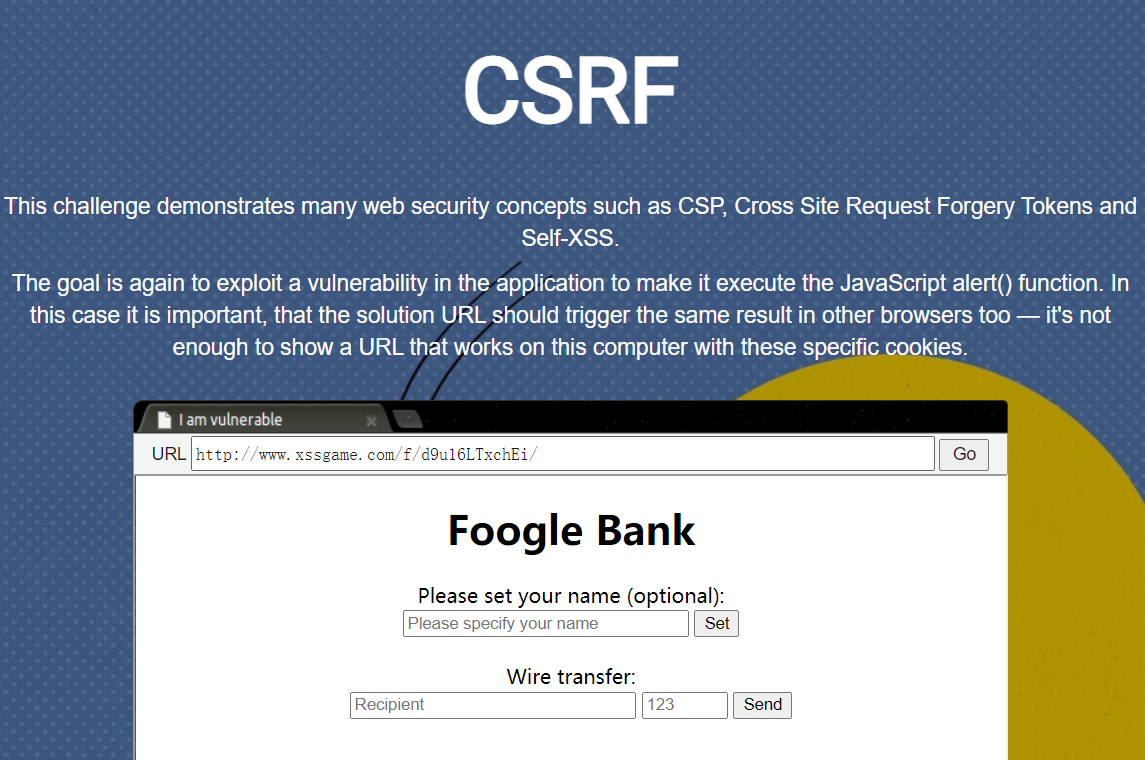 CSRF
This challenge demonstrates many web security concepts such as CSP, Cross Site Request Forgery Tokens and
Self-XSS.
The goal is again to exploit a vulnerability in the application to make it execute the JavaScript alert() function. In
this case it is important, that the solution URL should trigger the same result in other browsers too — it's not
enough to show a URL that works on this computer with these specific cookies.
I am vulnerable
URL http://www.xssgame.com/f/d9u16LTxchEi/ Go
Foogle Bank
Please set your name (optional):
Please specify your name Set
Wire transfer:
Recipient 123 Send